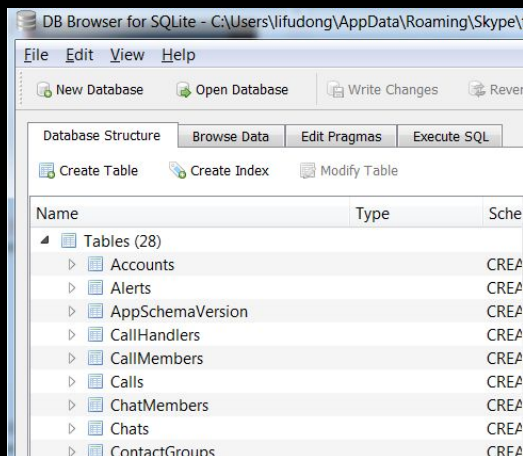 DB Browser for SQLite - C:\Users\lifudong\AppData\Roaming\Skype\
File Edit View Help
New Database Open Database Write Changes Rever
Database Structure Browse Data Edit Pragmas Execute SQL
Create Table Create Index Modify Table
Name Type Sche
Tables (28)
Accounts CREA
Alerts CREA
AppSchemaVersion CREA
CallHandlers CREA
CallMembers CREA
Calls CREA
ChatMembers CREA
Chats CREA
ContactGroups CREA